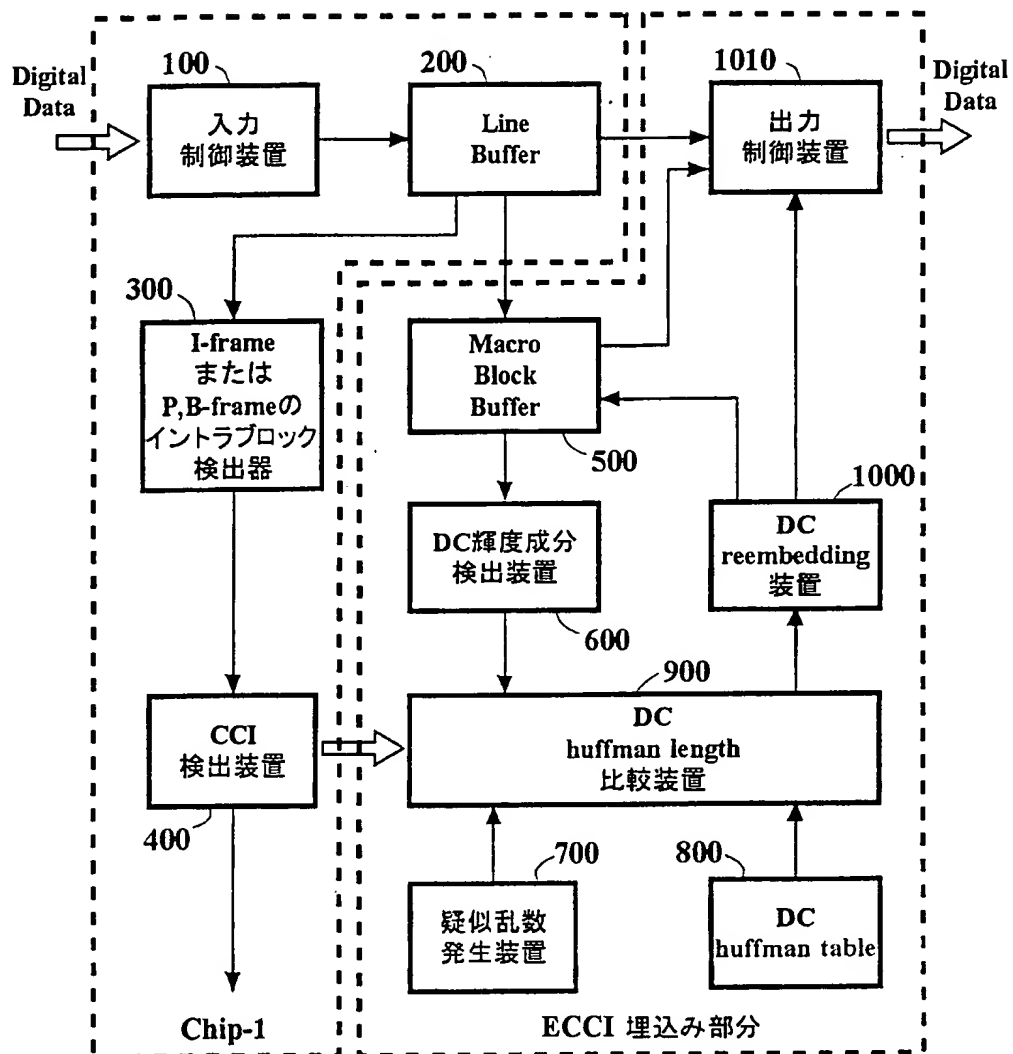 Digital
Data
100
入力
制御装置
200
Line
Buffer
1010
出力
制御装置
Digital
Data
300
I-frame
または
P,B-frameの
イントラブロック
検出器
Macro
Block
Buffer
500
DC輝度成分
検出装置
600
1000
DC
reembedding
装置
CCI
検出装置
400
900
DC
huffman length
比較装置
700
疑似乱数
発生装置
800
DC
huffman table
Chip-1
ECCI 埋込み部分